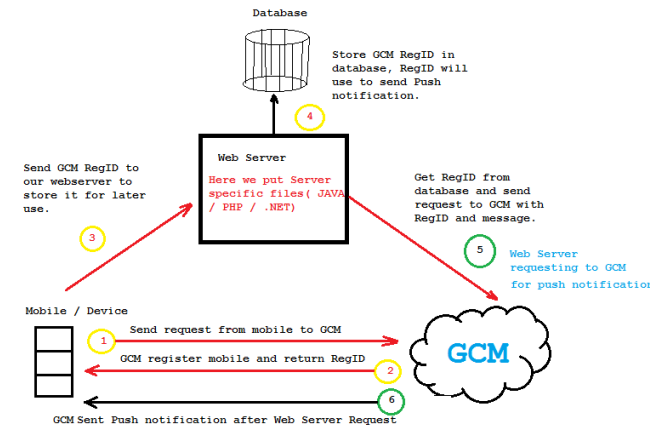 Database
Store GCM RegID in
database, RegID will
use to send Push
notification.
4
Web Server
Here we put Server
specific files( JAVA
/ PHP / .NET)
Send GCM RegID to
our webserver to
store it for later
use.
3
Get RegID from
database and send
request to GCM with
RegID and message.
5
Web Server
requesting to GCM
for push notification
Mobile / Device
1
Send request from mobile to GCM
GCM register mobile and return RegID
2
GCM
6
GCM Sent Push notification after Web Server Request